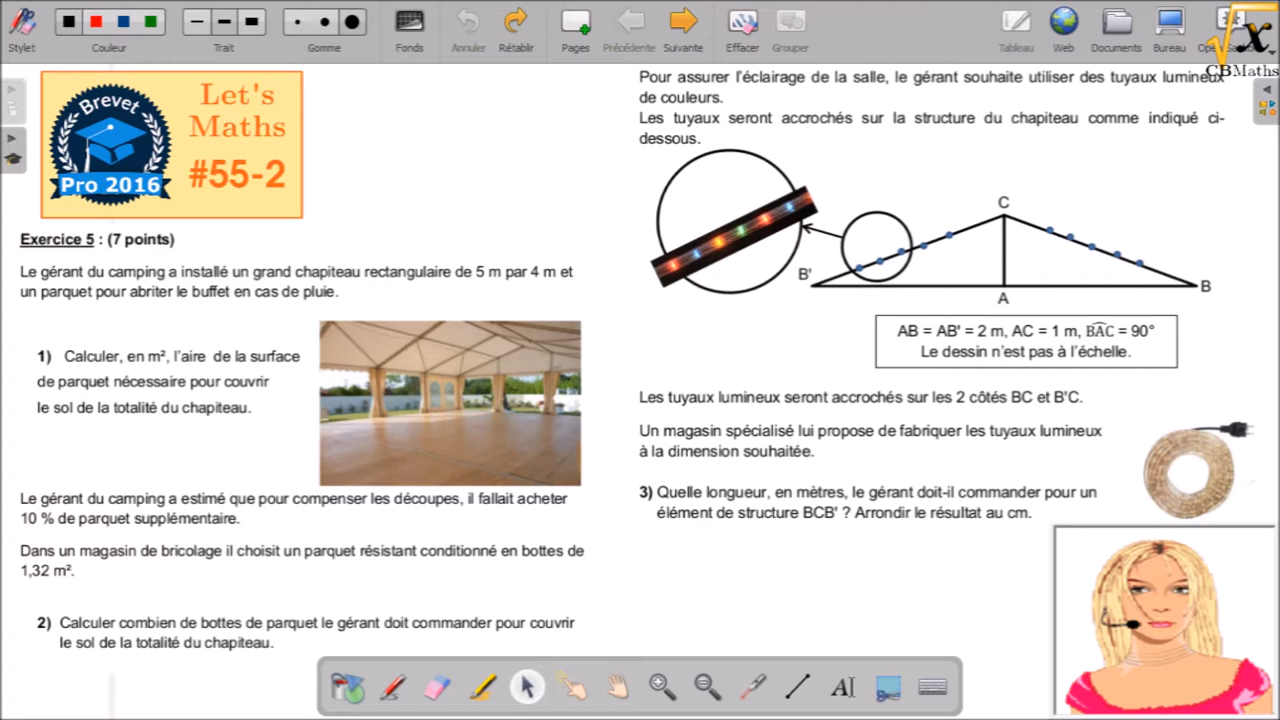 Stylet Couleur Trait Gomme Fonds Annuler Rétablir Pages Précédente Suivante Effacer Grouper Tableau Web Documents Bureau
√x
CBMaths
Brevet
Pro 2016
Let's
Maths
#55-2
Exercice 5 : (7 points)
Le gérant du camping a installé un grand chapiteau rectangulaire de 5 m par 4 m et
un parquet pour abriter le buffet en cas de pluie.
1) Calculer, en m², l'aire de la surface
de parquet nécessaire pour couvrir
le sol de la totalité du chapiteau.
Le gérant du camping a estimé que pour compenser les découpes, il fallait acheter
10 % de parquet supplémentaire.
Dans un magasin de bricolage il choisit un parquet résistant conditionné en bottes de
1,32 m².
2) Calculer combien de bottes de parquet le gérant doit commander pour couvrir
le sol de la totalité du chapiteau.
Pour assurer l'éclairage de la salle, le gérant souhaite utiliser des tuyaux lumineux
de couleurs.
Les tuyaux seront accrochés sur la structure du chapiteau comme indiqué ci-
dessous.
C
B'
A
B
AB = AB' = 2 m, AC = 1 m, B̂AC = 90°
Le dessin n'est pas à l'échelle.
Les tuyaux lumineux seront accrochés sur les 2 côtés BC et B'C.
Un magasin spécialisé lui propose de fabriquer les tuyaux lumineux
à la dimension souhaitée.
3) Quelle longueur, en mètres, le gérant doit-il commander pour un
élément de structure BCB' ? Arrondir le résultat au cm.
AI